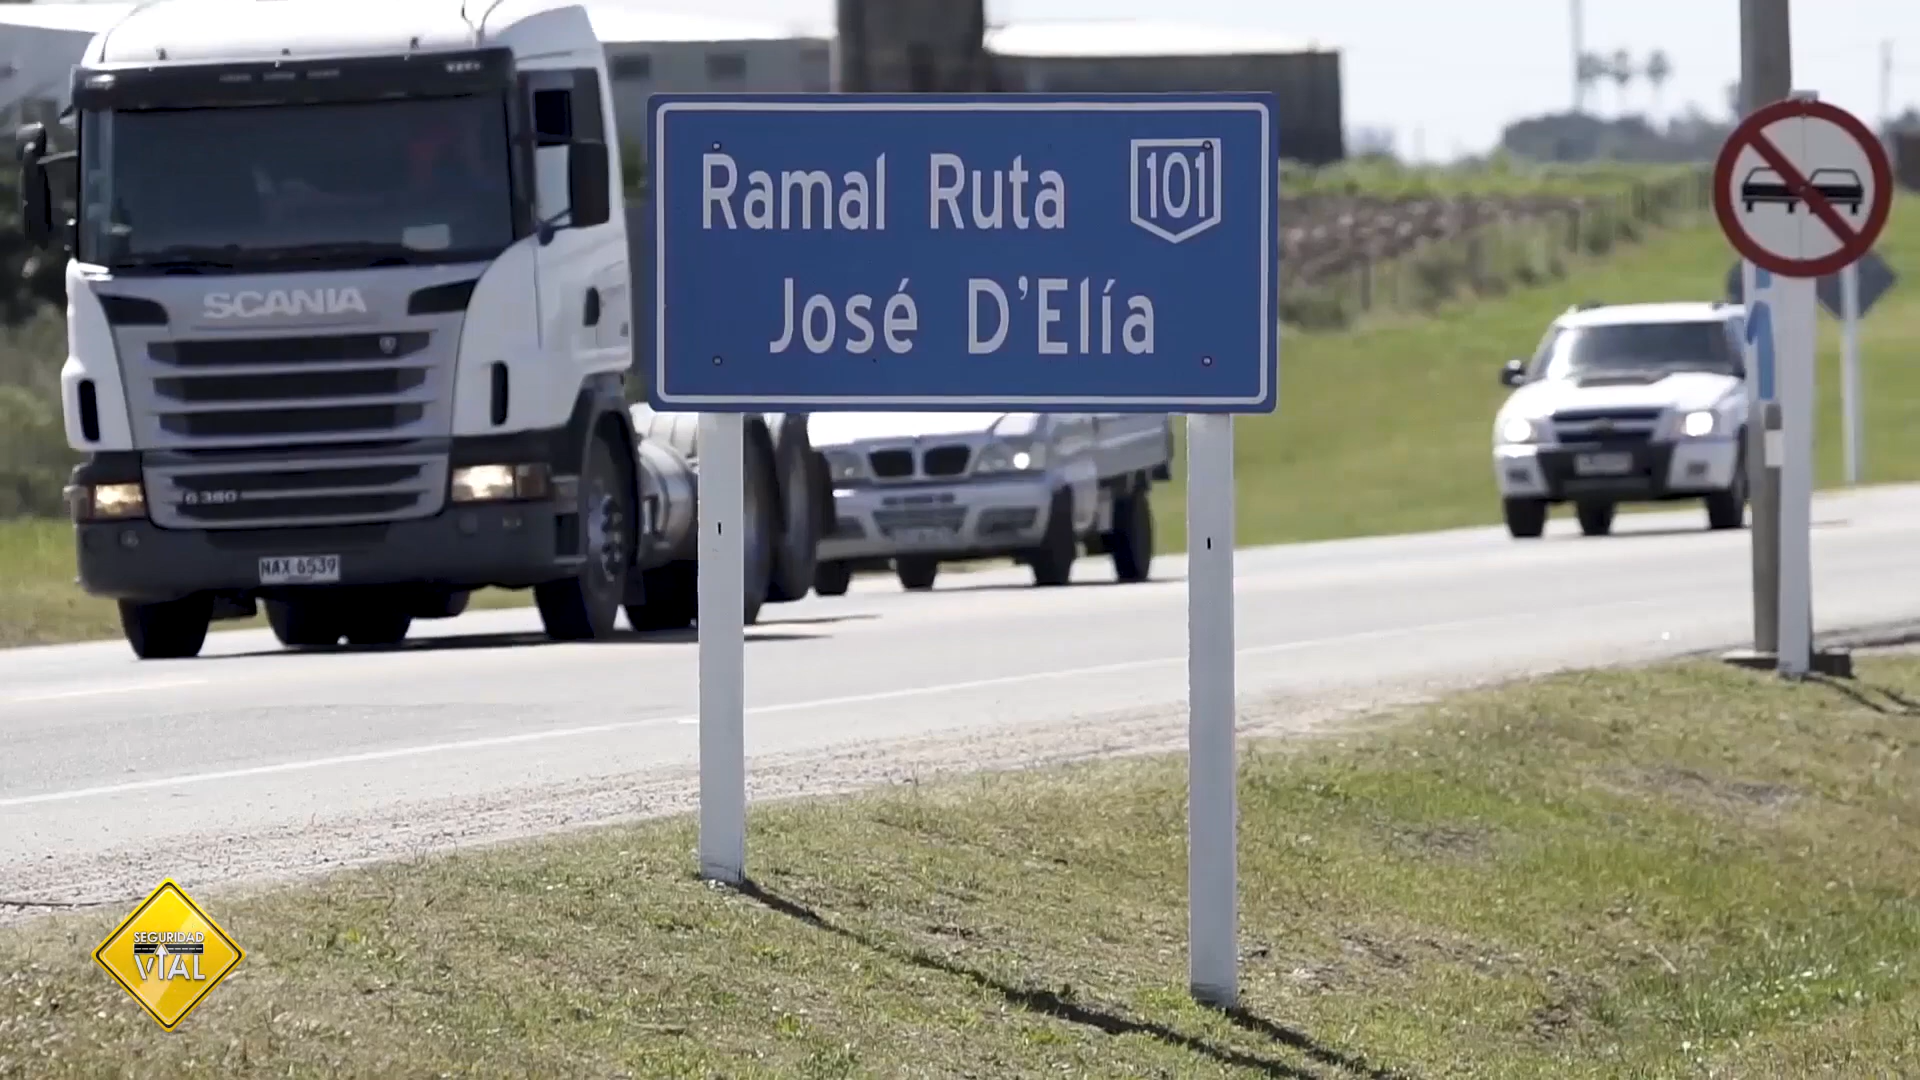 Ramal Ruta 101
José D'Elía
SCANIA
G 380
NAX 6539
SEGURIDAD
VIAL